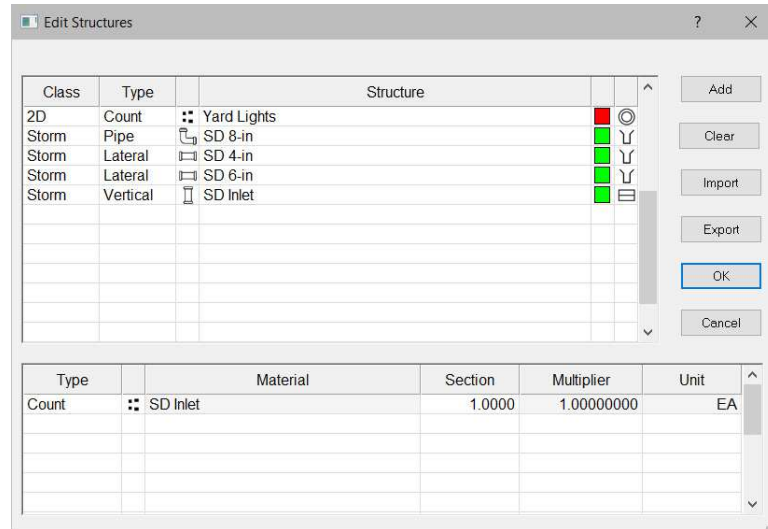 Edit Structures ? ×
Class Type Structure
2D Count Yard Lights
Storm Pipe SD 8-in
Storm Lateral SD 4-in
Storm Lateral SD 6-in
Storm Vertical SD Inlet
Add
Clear
Import
Export
OK
Cancel
Type Material Section Multiplier Unit
Count SD Inlet 1.0000 1.00000000 EA